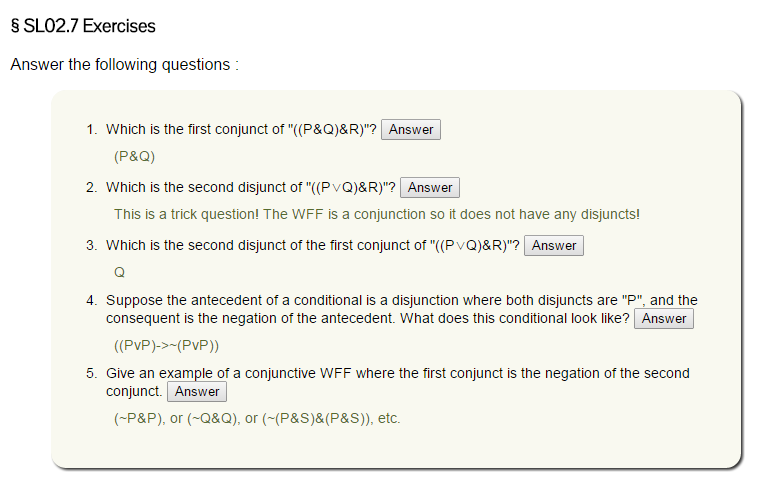 § SL02.7 Exercises
Answer the following questions :
1. Which is the first conjunct of "((P&Q)&R)"? Answer
(P&Q)
2. Which is the second disjunct of "((P∨Q)&R)"? Answer
This is a trick question! The WFF is a conjunction so it does not have any disjuncts!
3. Which is the second disjunct of the first conjunct of "((P∨Q)&R)"? Answer
Q
4. Suppose the antecedent of a conditional is a disjunction where both disjuncts are "P", and the
consequent is the negation of the antecedent. What does this conditional look like? Answer
((PvP)->~(PvP))
5. Give an example of a conjunctive WFF where the first conjunct is the negation of the second
conjunct. Answer
(~P&P), or (~Q&Q), or (~(P&S)&(P&S)), etc.